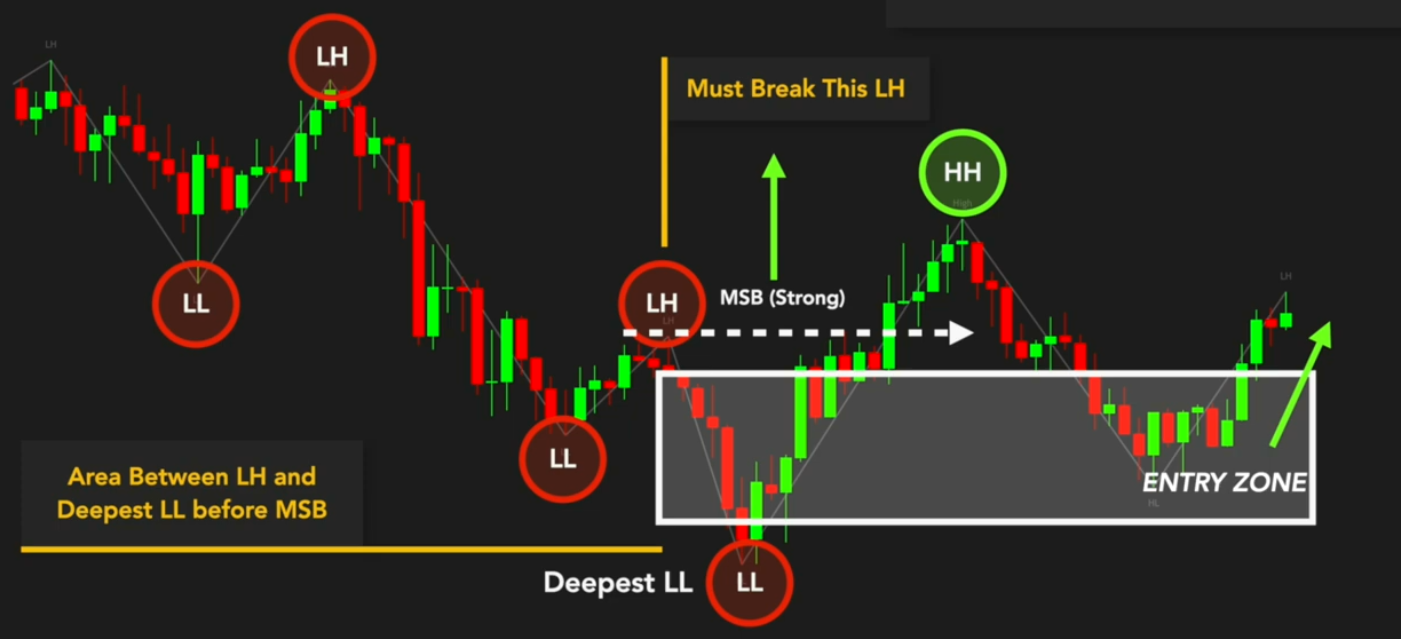 LH
LH
Must Break This LH
HH
High
LL
LH
LH
MSB (Strong)
LH
LL
Area Between LH and
Deepest LL before MSB
ENTRY ZONE
HL
Deepest LL
LL